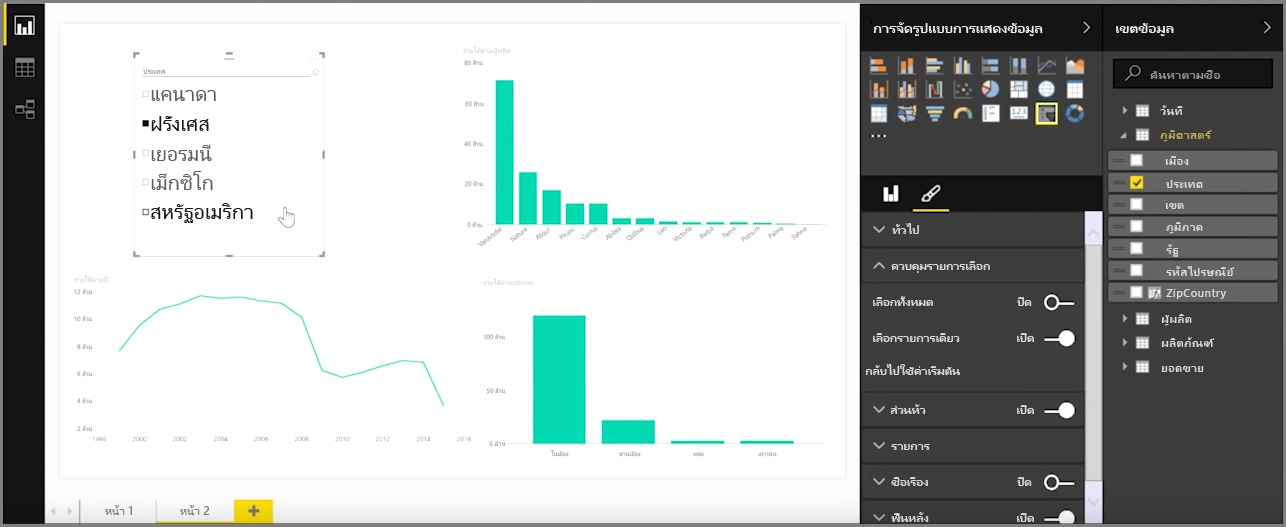 ประเทศ
แคนาดา
ฝรั่งเศส
เยอรมนี
เม็กซิโก
สหรัฐอเมริกา
รายได้ตามผู้ผลิต
80 ล้าน
60 ล้าน
40 ล้าน
20 ล้าน
0 ล้าน
VanArsdel
Natura
Aliqui
Pirum
Currus
Abbas
Quibus
Leo
Victoria
Barba
Fama
Pomum
Palma
Salvus
รายได้ตามปี
12 ล้าน
10 ล้าน
8 ล้าน
6 ล้าน
4 ล้าน
2 ล้าน
1998 2000 2002 2004 2006 2008 2010 2012 2014 2016
รายได้ตามประเภท
100 ล้าน
50 ล้าน
0 ล้าน
ในเมือง ชานเมือง ผสม เยาวชน
หน้า 1 หน้า 2
การจัดรูปแบบการแสดงข้อมูล
ทั่วไป
ควบคุมรายการเลือก
เลือกทั้งหมด ปิด
เลือกรายการเดียว เปิด
กลับไปใช้ค่าเริ่มต้น
ส่วนหัว เปิด
รายการ
ชื่อเรื่อง ปิด
พื้นหลัง เปิด
เขตข้อมูล
ค้นหาตามชื่อ
วันที่
ภูมิศาสตร์
เมือง
ประเทศ
เขต
ภูมิภาค
รัฐ
รหัสไปรษณีย์
ZipCountry
ผู้ผลิต
ผลิตภัณฑ์
ยอดขาย